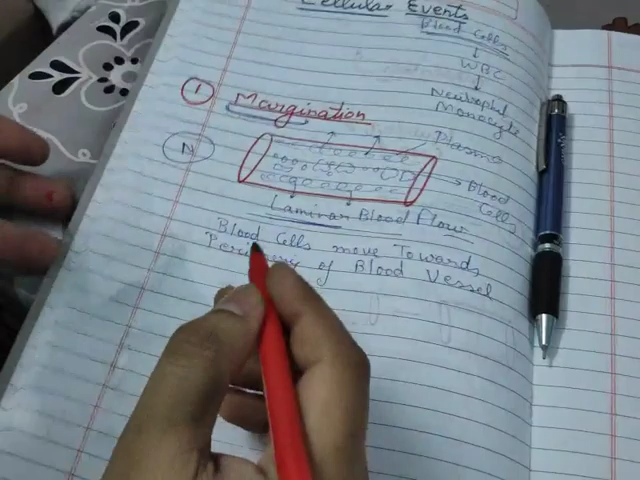 Cellular Events
Blood Cells
WBC
Neutrophil
Monocyte
1 Margination
N
Plasma
Blood
Cells
Laminar Blood Flow
Blood Cells move Towards
Periphery of Blood Vessel